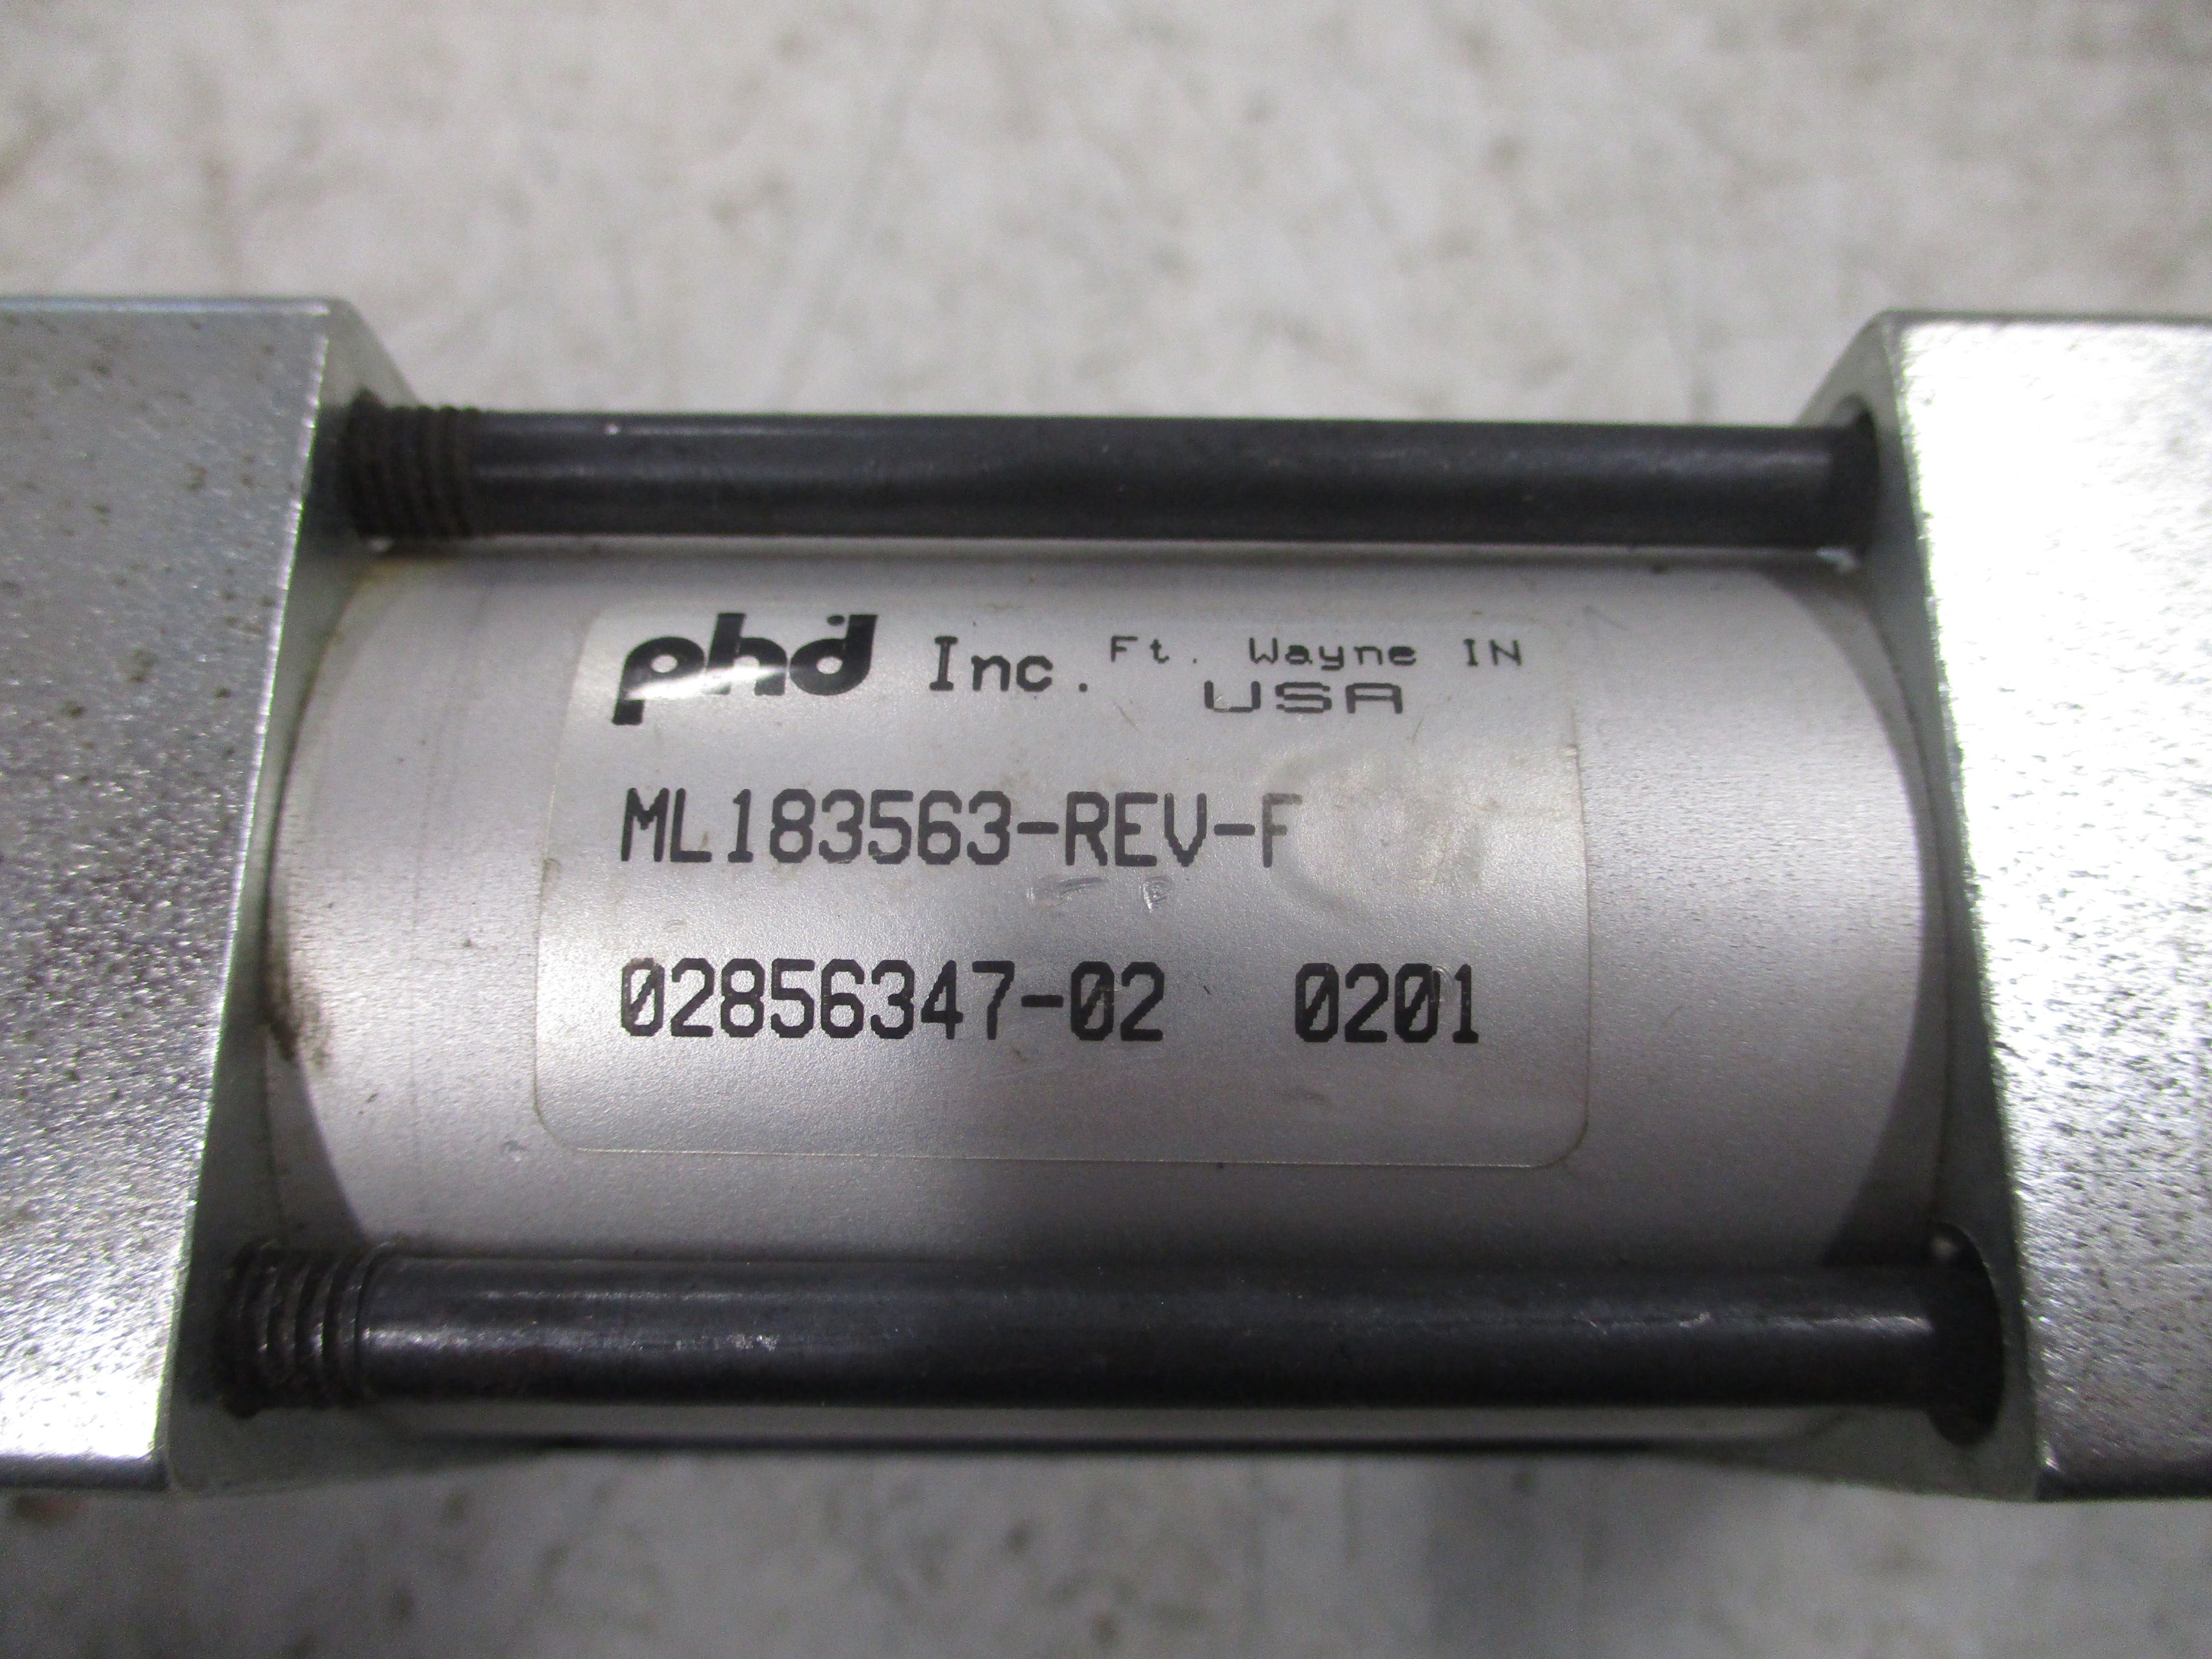 phd Inc. Ft. Wayne IN
USA
ML183563-REV-F
02856347-02 0201